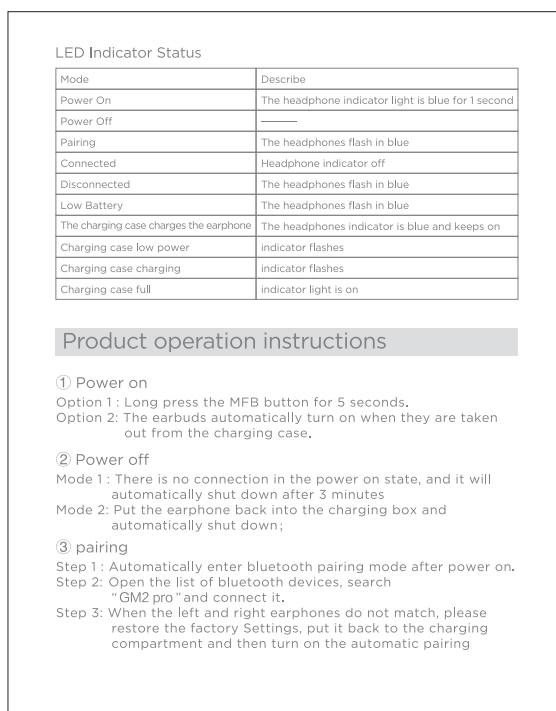 LED Indicator Status
Mode Describe
Power On The headphone indicator light is blue for 1 second
Power Off ———
Pairing The headphones flash in blue
Connected Headphone indicator off
Disconnected The headphones flash in blue
Low Battery The headphones flash in blue
The charging case charges the earphone The headphones indicator is blue and keeps on
Charging case low power indicator flashes
Charging case charging indicator flashes
Charging case full indicator light is on
Product operation instructions
① Power on
Option 1 : Long press the MFB button for 5 seconds.
Option 2: The earbuds automatically turn on when they are taken
out from the charging case.
② Power off
Mode 1 : There is no connection in the power on state, and it will
automatically shut down after 3 minutes
Mode 2: Put the earphone back into the charging box and
automatically shut down;
③ pairing
Step 1 : Automatically enter bluetooth pairing mode after power on.
Step 2: Open the list of bluetooth devices, search
“GM2 pro”and connect it.
Step 3: When the left and right earphones do not match, please
restore the factory Settings, put it back to the charging
compartment and then turn on the automatic pairing